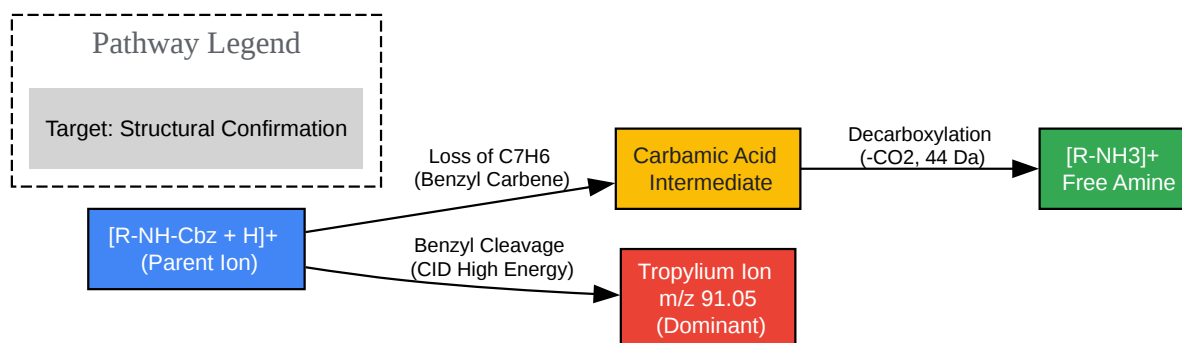 Pathway Legend
Target: Structural Confirmation
[R-NH-Cbz + H]+
(Parent Ion)
Loss of C7H6
(Benzyl Carbene)
Benzyl Cleavage
(CID High Energy)
Carbamic Acid
Intermediate
Tropylium Ion
m/z 91.05
(Dominant)
Decarboxylation
(-CO2, 44 Da)
[R-NH3]+
Free Amine